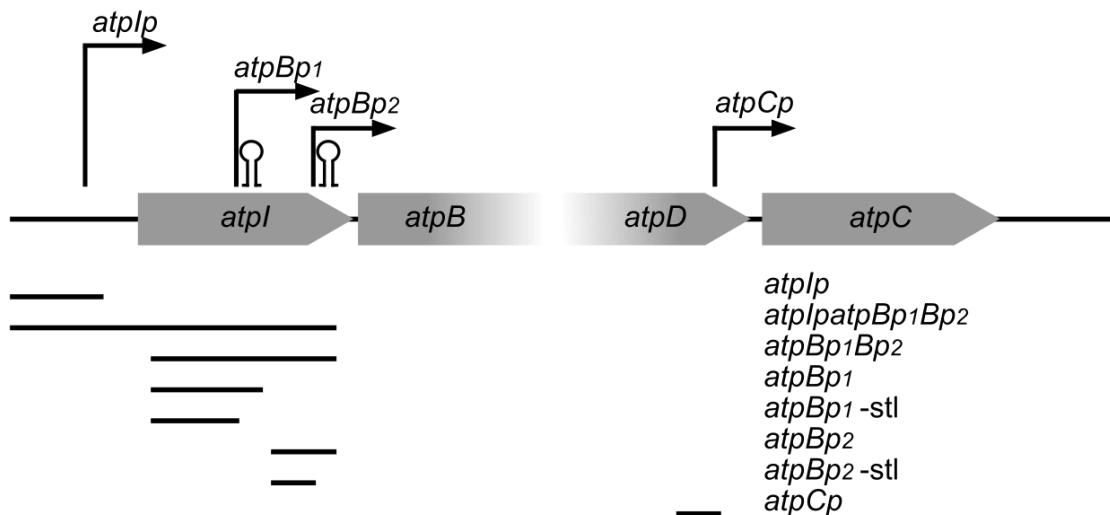 atpIp
atpBp1
atpBp2
atpCp
atpI
atpB
atpD
atpC
atpIp
atpIpatpBp1Bp2
atpBp1Bp2
atpBp1
atpBp1 -stl
atpBp2
atpBp2 -stl
atpCp